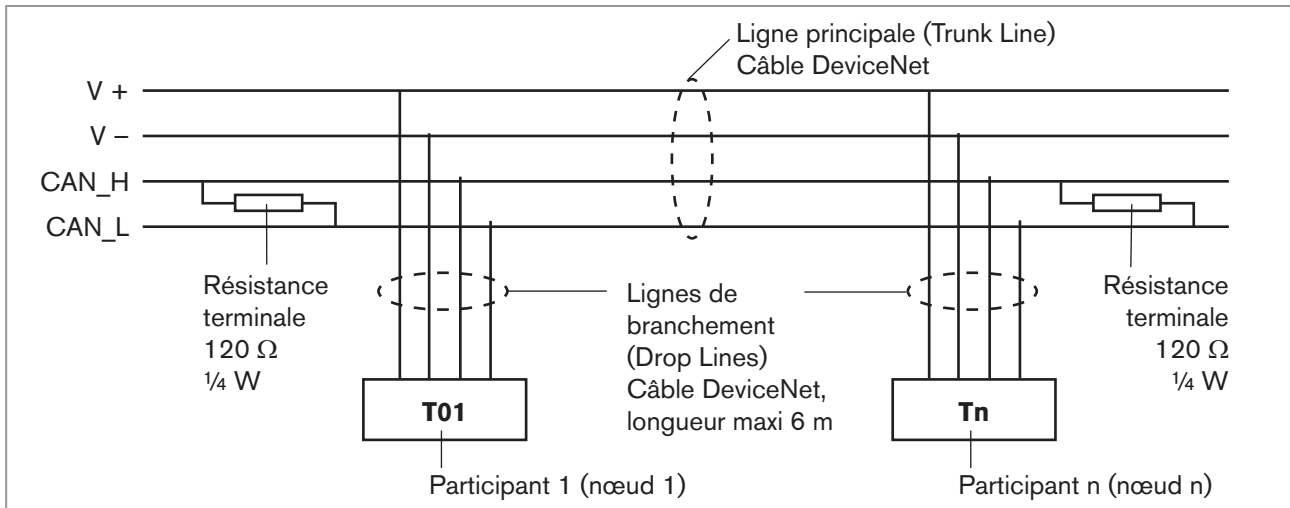 Ligne principale (Trunk Line)
Câble DeviceNet
V +
V –
CAN_H
CAN_L
Résistance
terminale
120 Ω
¼ W
Lignes de
branchement
(Drop Lines)
Câble DeviceNet,
longueur maxi 6 m
Résistance
terminale
120 Ω
¼ W
T01
Tn
Participant 1 (nœud 1)
Participant n (nœud n)